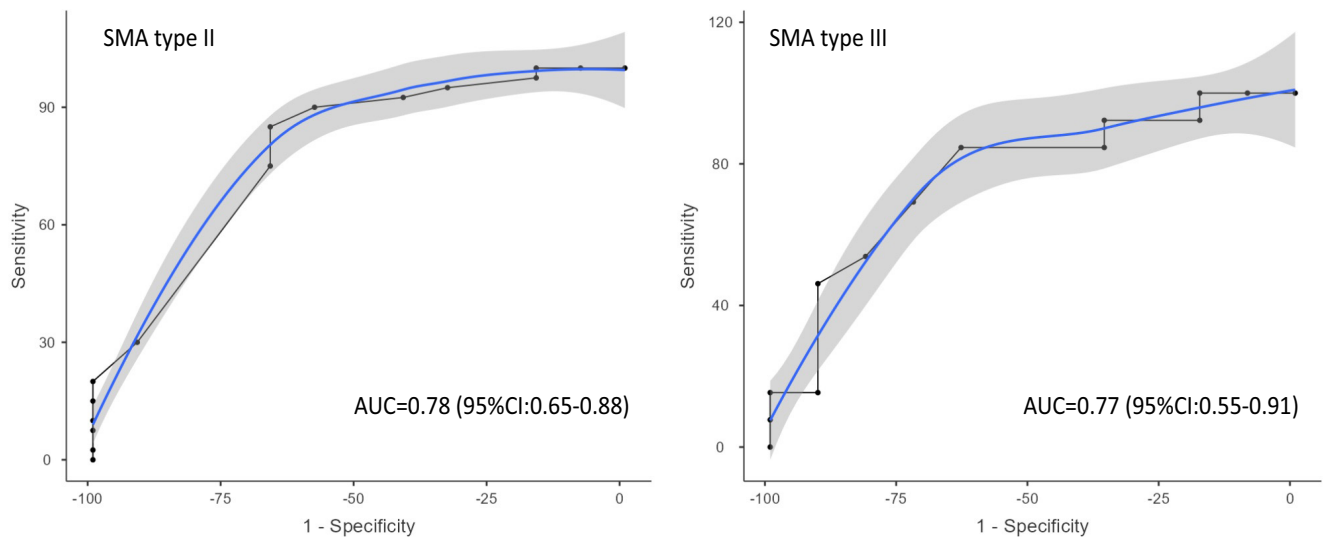 SMA type II
90
60
30
0
Sensitivity
AUC=0.78 (95%CI:0.65-0.88)
-100
-75
-50
-25
0
1 - Specificity
SMA type III
120
80
40
0
Sensitivity
AUC=0.77 (95%CI:0.55-0.91)
-100
-75
-50
-25
0
1 - Specificity